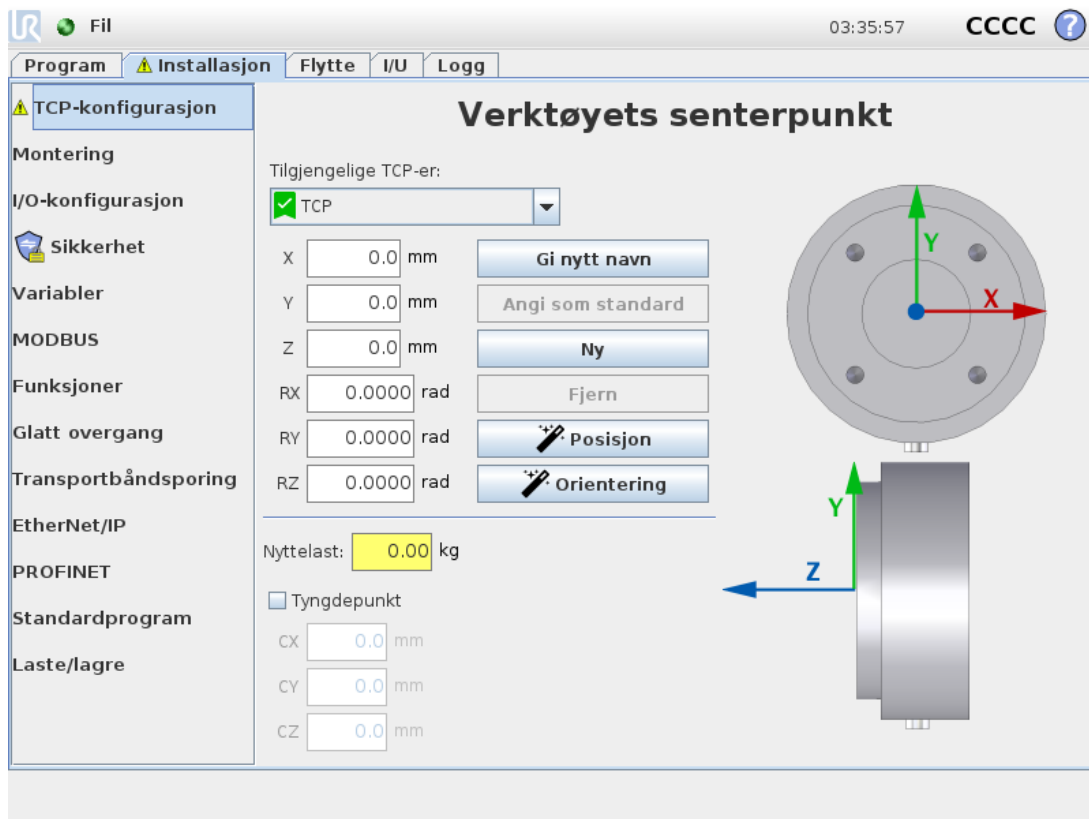 UR Fil 03:35:57 CCCC ?
Program Installasjon Flytte I/U Logg
TCP-konfigurasjon
Montering
I/O-konfigurasjon
Sikkerhet
Variabler
MODBUS
Funksjoner
Glatt overgang
Transportbåndsporing
EtherNet/IP
PROFINET
Standardprogram
Laste/lagre
Verktøyets senterpunkt
Tilgjengelige TCP-er:
TCP
X 0.0 mm Gi nytt navn
Y 0.0 mm Angi som standard
Z 0.0 mm Ny
RX 0.0000 rad Fjern
RY 0.0000 rad Posisjon
RZ 0.0000 rad Orientering
Nyttelast: 0.00 kg
Tyngdepunkt
CX 0.0 mm
CY 0.0 mm
CZ 0.0 mm
Y
X
Y
Z